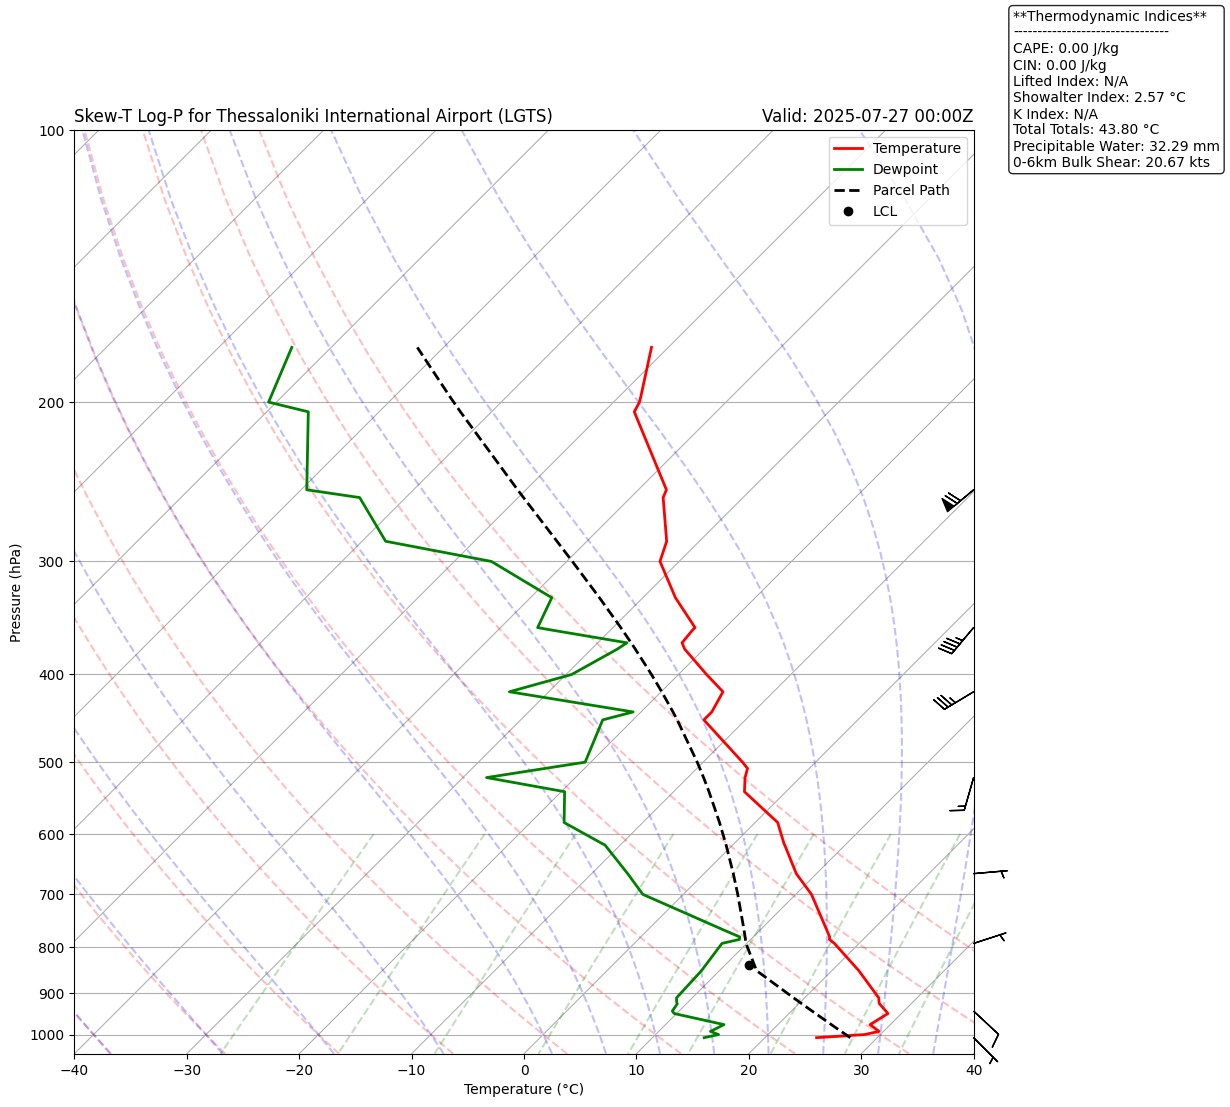 **Thermodynamic Indices**
--------------------------------
CAPE: 0.00 J/kg
CIN: 0.00 J/kg
Lifted Index: N/A
Showalter Index: 2.57 °C
K Index: N/A
Total Totals: 43.80 °C
Precipitable Water: 32.29 mm
0-6km Bulk Shear: 20.67 kts
Skew-T Log-P for Thessaloniki International Airport (LGTS)
Valid: 2025-07-27 00:00Z
Temperature
Dewpoint
Parcel Path
LCL
Pressure (hPa)
100
200
300
400
500
600
700
800
900
1000
−40
−30
−20
−10
0
10
20
30
40
Temperature (°C)